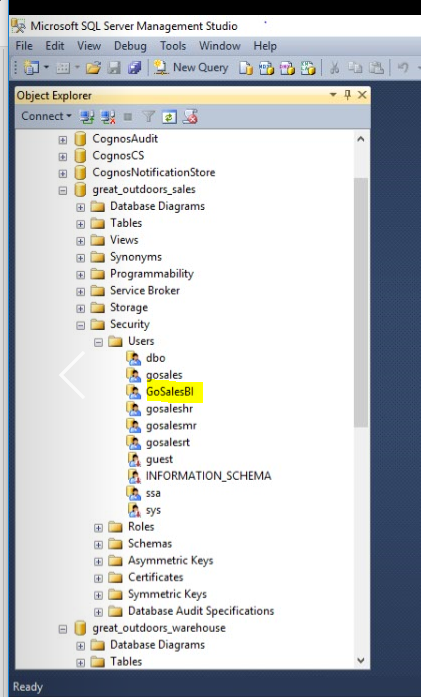 Microsoft SQL Server Management Studio
File Edit View Debug Tools Window Help
New Query
Object Explorer
Connect
CognosAudit
CognosCS
CognosNotificationStore
great_outdoors_sales
Database Diagrams
Tables
Views
Synonyms
Programmability
Service Broker
Storage
Security
Users
dbo
gosales
GoSalesBI
gosaleshr
gosalesmr
gosalesrt
guest
INFORMATION_SCHEMA
ssa
sys
Roles
Schemas
Asymmetric Keys
Certificates
Symmetric Keys
Database Audit Specifications
great_outdoors_warehouse
Database Diagrams
Tables
Ready